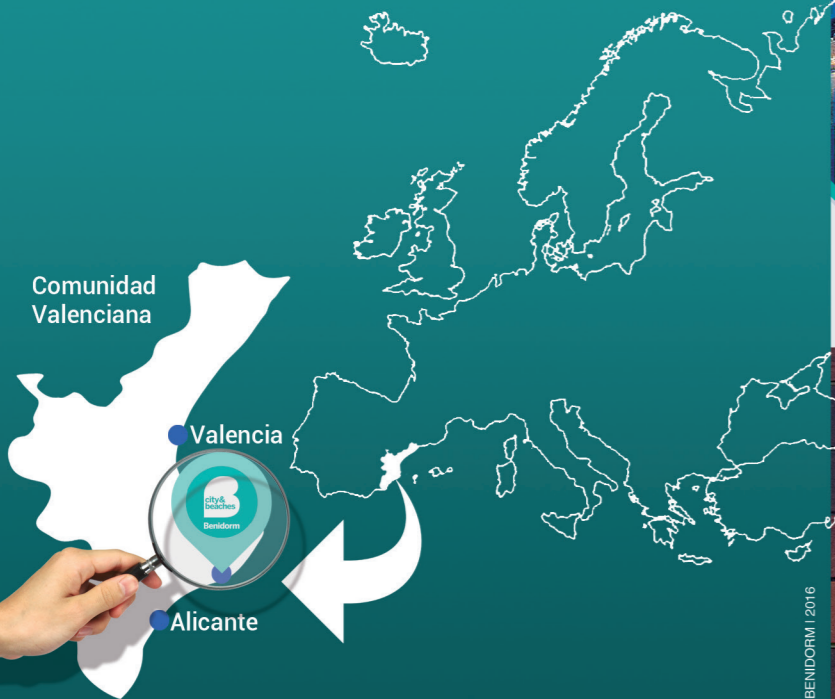 Comunidad
Valenciana
Valencia
city&
beaches
Benidorm
Alicante
BENIDORM | 2016